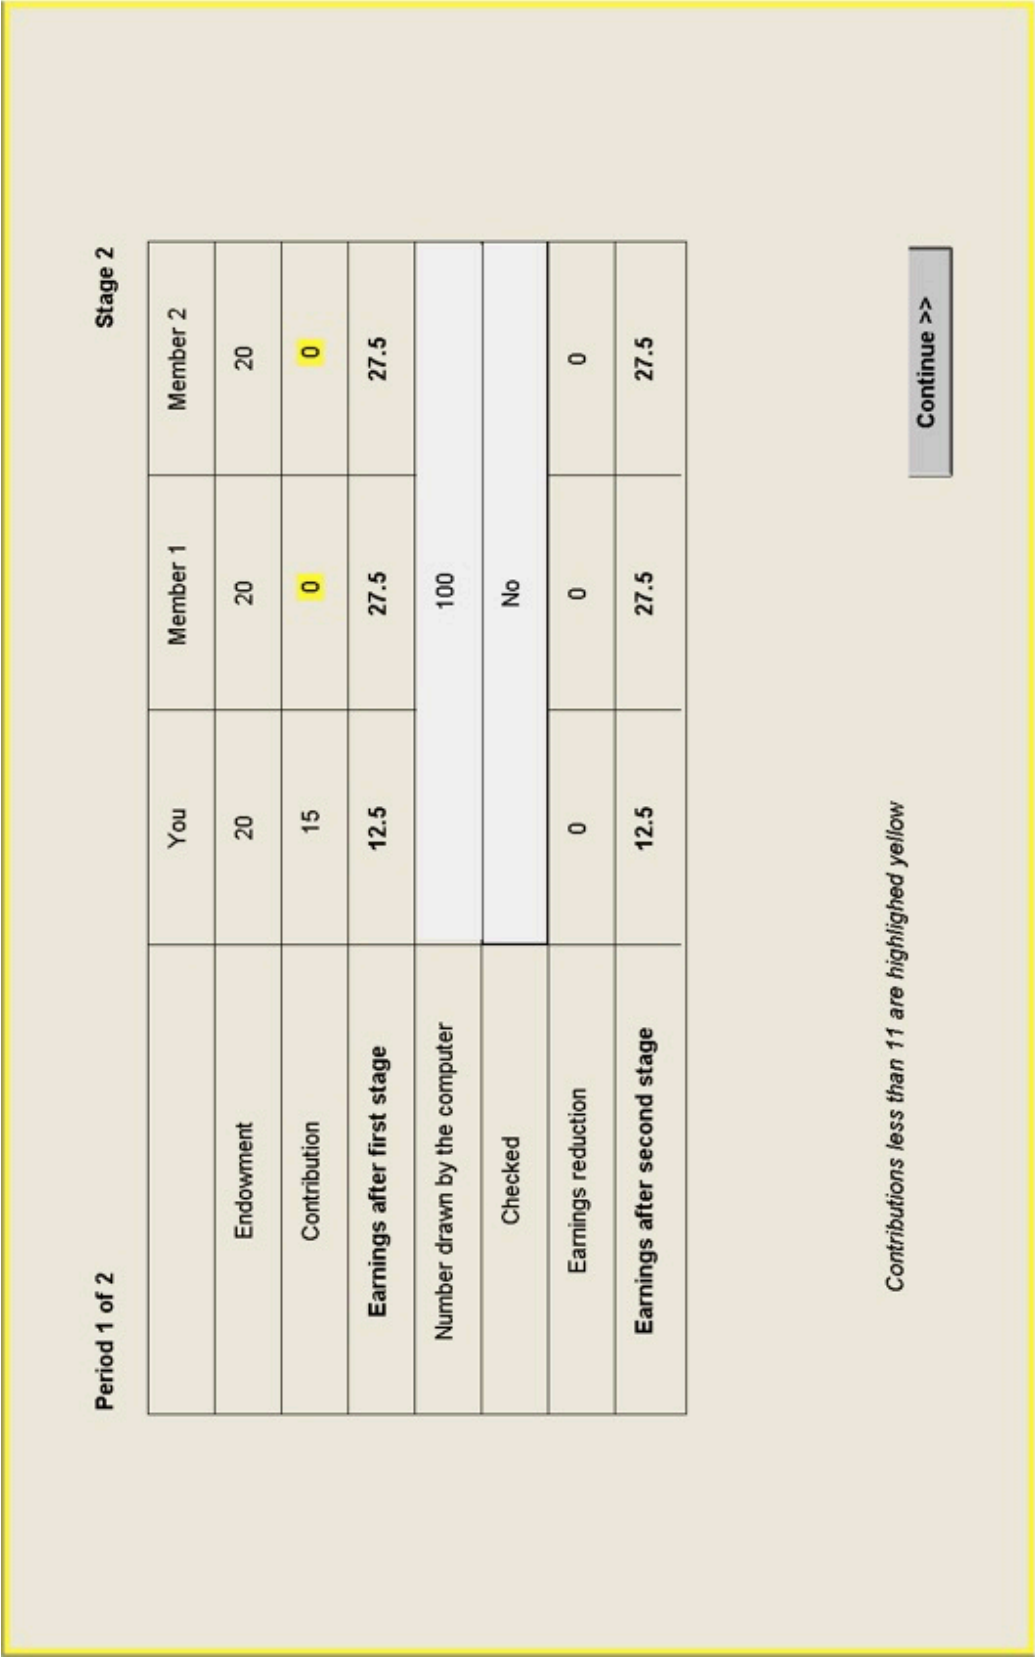 Period 1 of 2 Stage 2
You Member 1 Member 2
Endowment 20 20 20
Contribution 15 0 0
Earnings after first stage 12.5 27.5 27.5
Number drawn by the computer 100
Checked No
Earnings reduction 0 0 0
Earnings after second stage 12.5 27.5 27.5
Contributions less than 11 are highlighed yellow
Continue >>